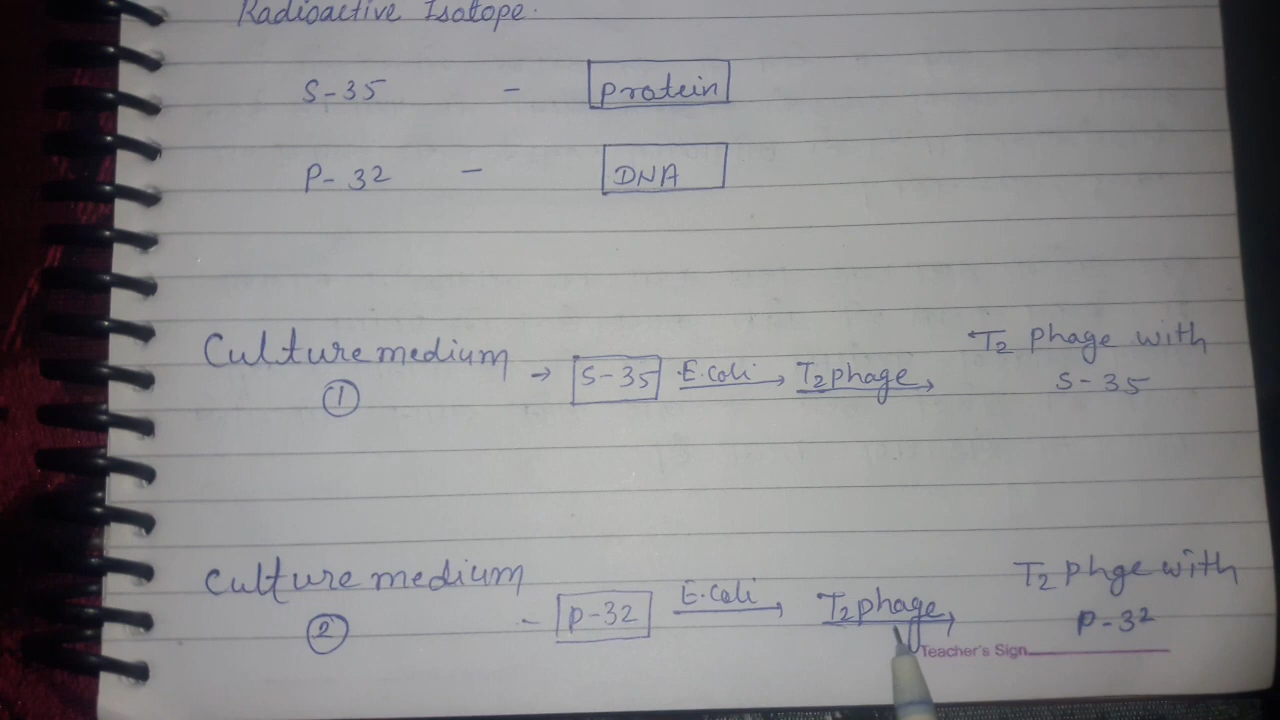 Radioactive Isotope.
S-35 - protein
P-32 - DNA
Culture medium → S-35 E.coli → T2 phage → T2 phage with
① S-35
Culture medium - P-32 E.coli → T2 phage → T2 phge with
② P-32
Teacher's Sign